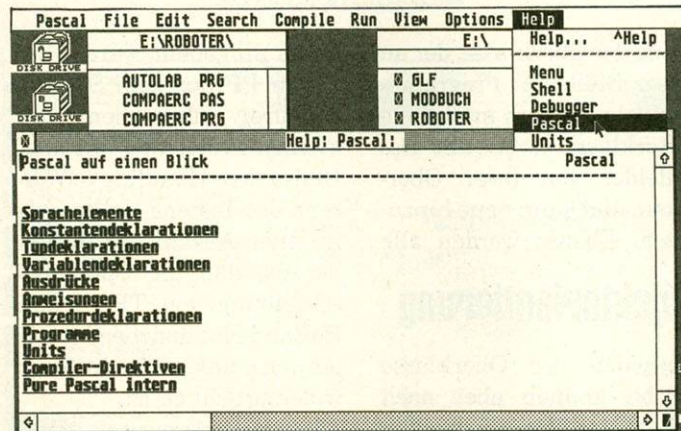 Pascal File Edit Search Compile Run View Options Help
E:\ROBOTER\
E:\
DISK DRIVE
DISK DRIVE
AUTOLAB PRG
COMPAERC PAS
COMPAERC PRG
GLF
MODBUCH
ROBOTER
Help... ^Help
Menu
Shell
Debugger
Pascal
Units
Help: Pascal:
Pascal auf einen Blick Pascal
Sprachelemente
Konstantendeklarationen
Typdeklarationen
Variablendeklarationen
Ausdrücke
Anweisungen
Prozedurdeklarationen
Programme
Units
Compiler-Direktiven
Pure Pascal intern